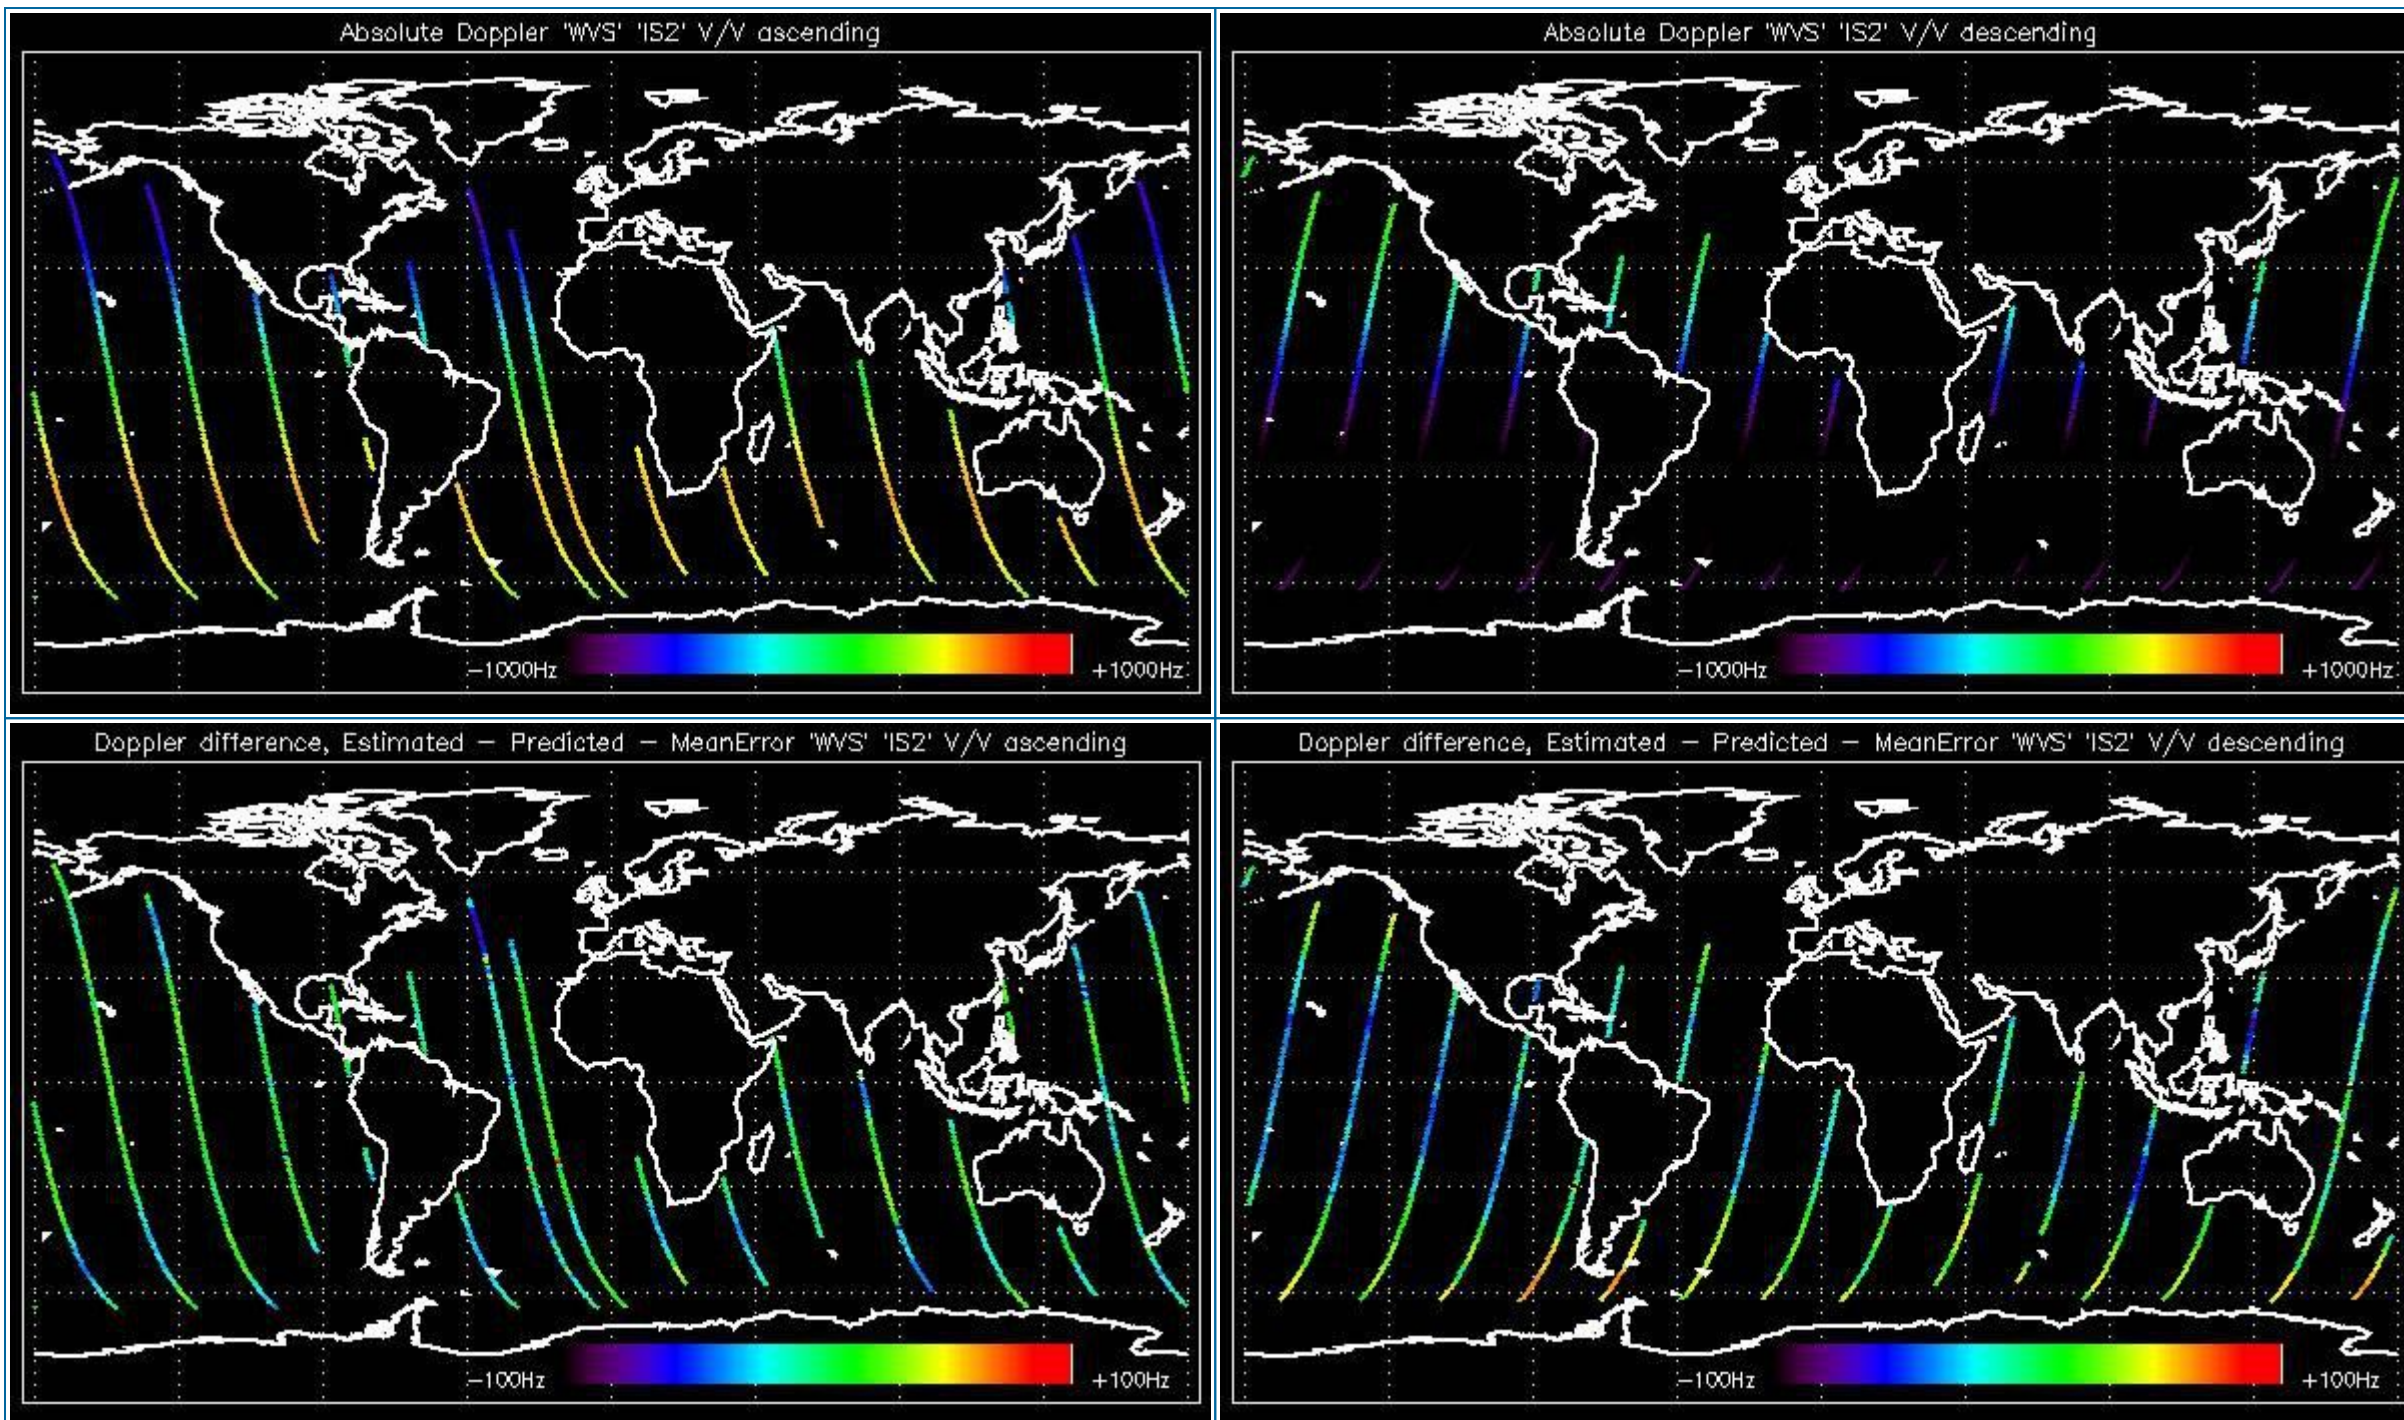 Absolute Doppler 'WVS' 'IS2' V/V ascending
−1000Hz
+1000Hz
Absolute Doppler 'WVS' 'IS2' V/V descending
−1000Hz
+1000Hz
Doppler difference, Estimated − Predicted − MeanError 'WVS' 'IS2' V/V ascending
−100Hz
+100Hz
Doppler difference, Estimated − Predicted − MeanError 'WVS' 'IS2' V/V descending
−100Hz
+100Hz